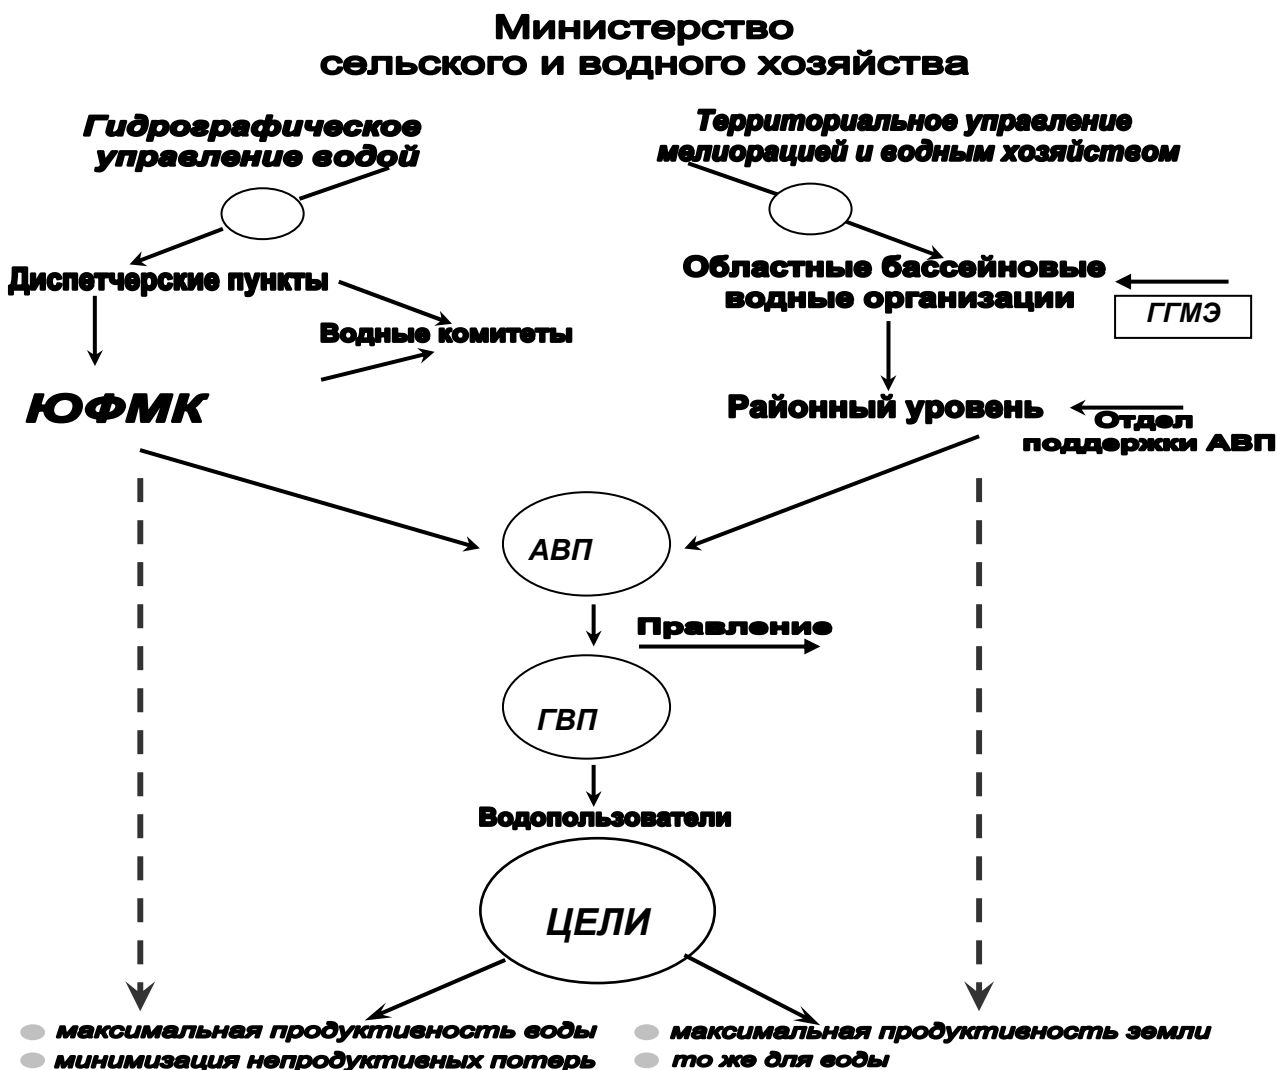 Министерство
сельского и водного хозяйства
Гидрографическое
управление водой
Территориальное управление
мелиорацией и водным хозяйством
Диспетчерские пункты
Водные комитеты
ЮФМК
Областные бассейновые
водные организации
ГГМЭ
Районный уровень
Отдел
поддержки АВП
АВП
Правление
ГВП
Водопользователи
ЦЕЛИ
максимальная продуктивность воды
минимизация непродуктивных потерь
максимальная продуктивность земли
то же для воды